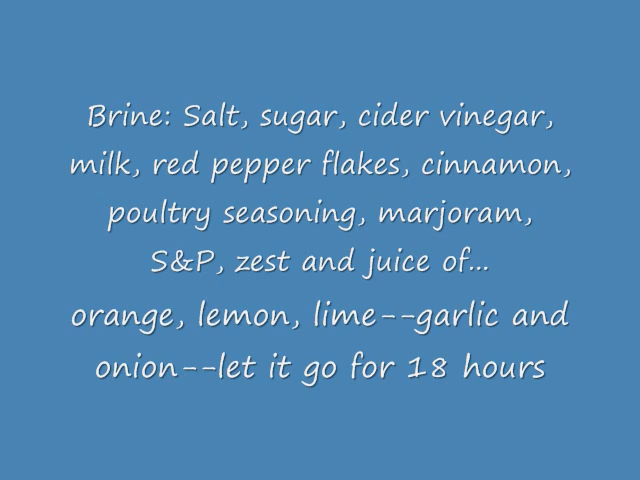 Brine: Salt, sugar, cider vinegar,
milk, red pepper flakes, cinnamon,
poultry seasoning, marjoram,
S&P, zest and juice of...
orange, lemon, lime--garlic and
onion--let it go for 18 hours